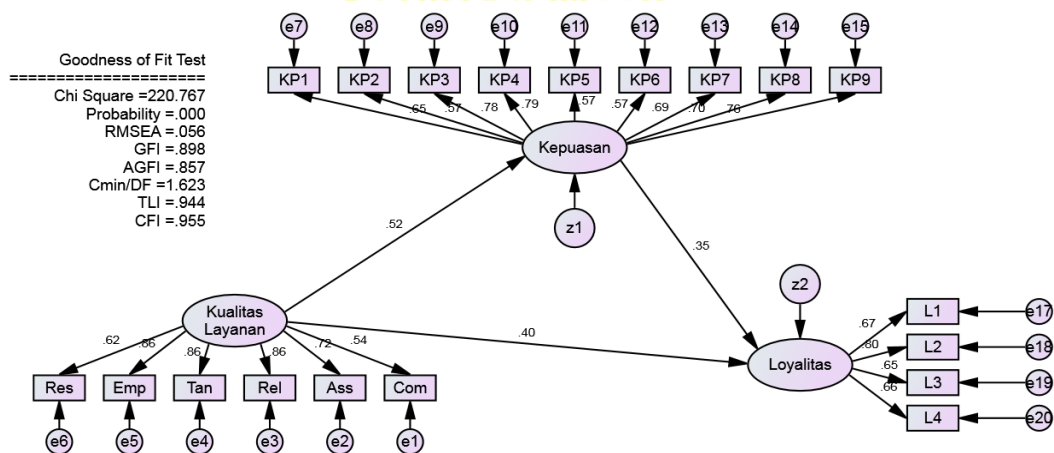 e7 e8 e9 e10 e11 e12 e13 e14 e15
Goodness of Fit Test
=====================
Chi Square =220.767
Probability =.000
RMSEA =.056
GFI =.898
AGFI =.857
Cmin/DF =1.623
TLI =.944
CFI =.955
KP1 KP2 KP3 KP4 KP5 KP6 KP7 KP8 KP9
.65 .57 .78 .79 .57 .57 .69 .70 .76
Kepuasan
z1
.52
.35
z2
Kualitas
Layanan
.40
Loyalitas
.62 .86 .86 .86 .72 .54
Res Emp Tan Rel Ass Com
e6 e5 e4 e3 e2 e1
.67 L1 e17
.80 L2 e18
.65 L3 e19
.66 L4 e20